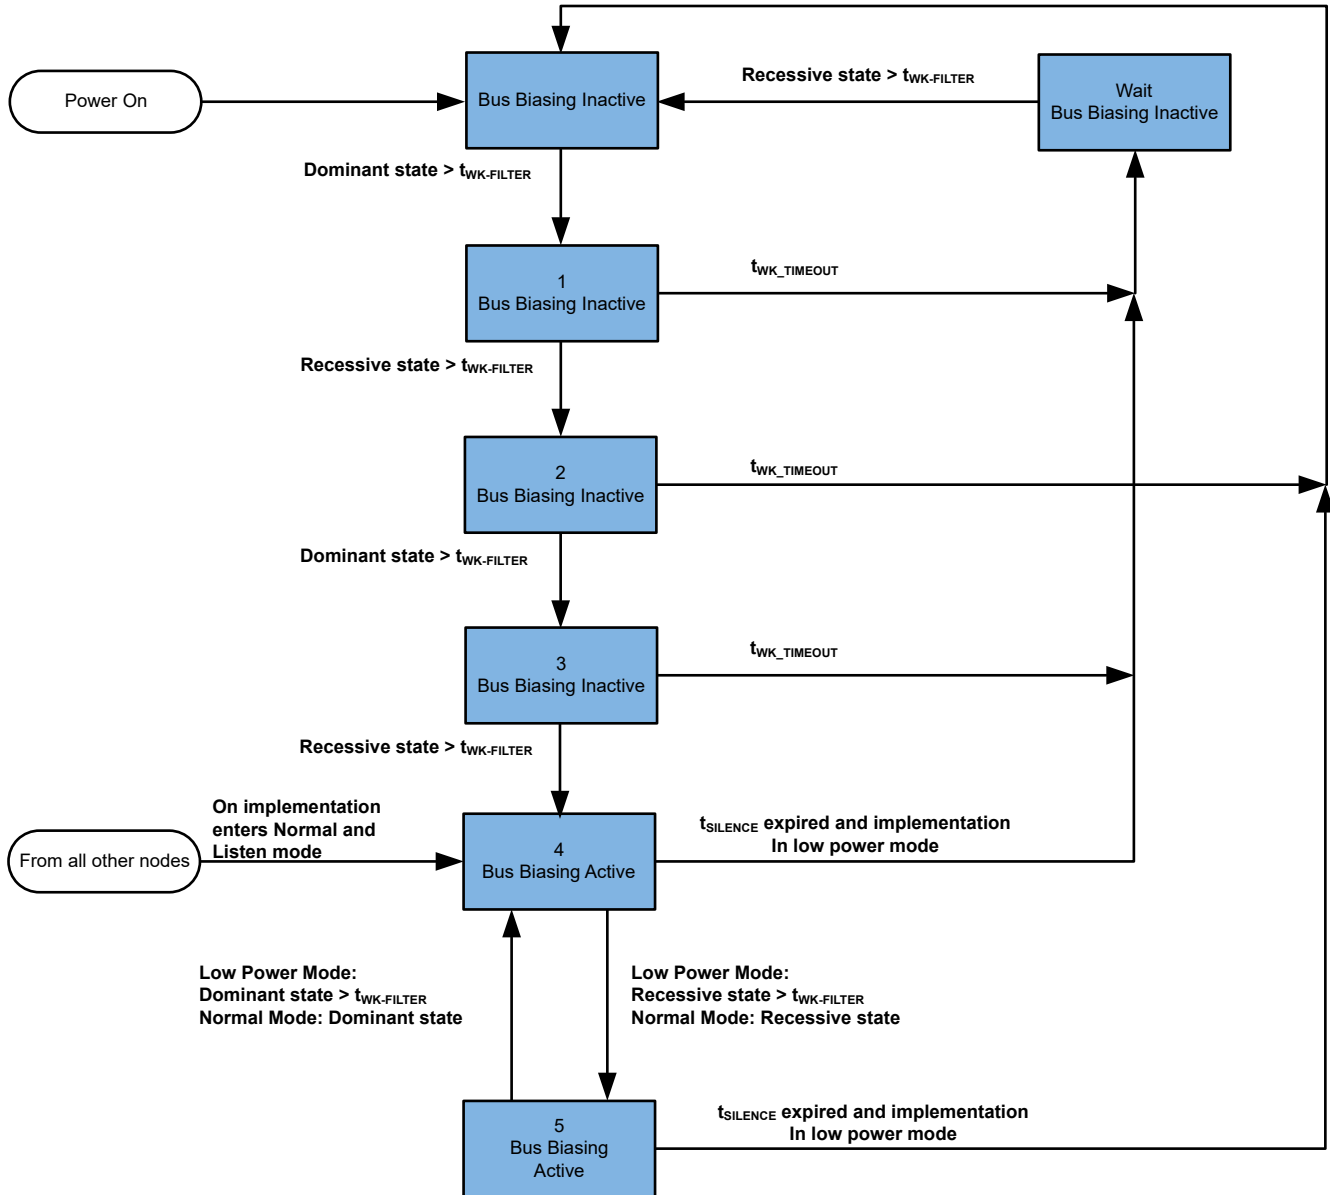 Power On
Bus Biasing Inactive
Recessive state > tWK-FILTER
Wait
Bus Biasing Inactive
Dominant state > tWK-FILTER
1
Bus Biasing Inactive
tWK_TIMEOUT
Recessive state > tWK-FILTER
2
Bus Biasing Inactive
tWK_TIMEOUT
Dominant state > tWK-FILTER
3
Bus Biasing Inactive
tWK_TIMEOUT
Recessive state > tWK-FILTER
On implementation
enters Normal and
Listen mode
From all other nodes
4
Bus Biasing Active
tSILENCE expired and implementation
In low power mode
Low Power Mode:
Dominant state > tWK-FILTER
Normal Mode: Dominant state
Low Power Mode:
Recessive state > tWK-FILTER
Normal Mode: Recessive state
5
Bus Biasing
Active
tSILENCE expired and implementation
In low power mode